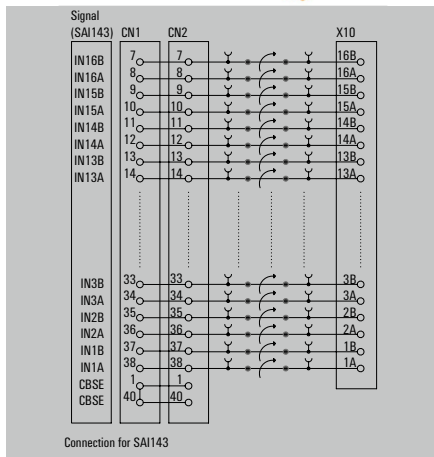 Signal
(SAI143) CN1 CN2 X10
IN16B 7 7 16B
IN16A 8 8 16A
IN15B 9 9 15B
IN15A 10 10 15A
IN14B 11 11 14B
IN14A 12 12 14A
IN13B 13 13 13B
IN13A 14 14 13A
IN3B 33 33 3B
IN3A 34 34 3A
IN2B 35 35 2B
IN2A 36 36 2A
IN1B 37 37 1B
IN1A 38 38 1A
CBSE 1 1
CBSE 40 40
Connection for SAI143